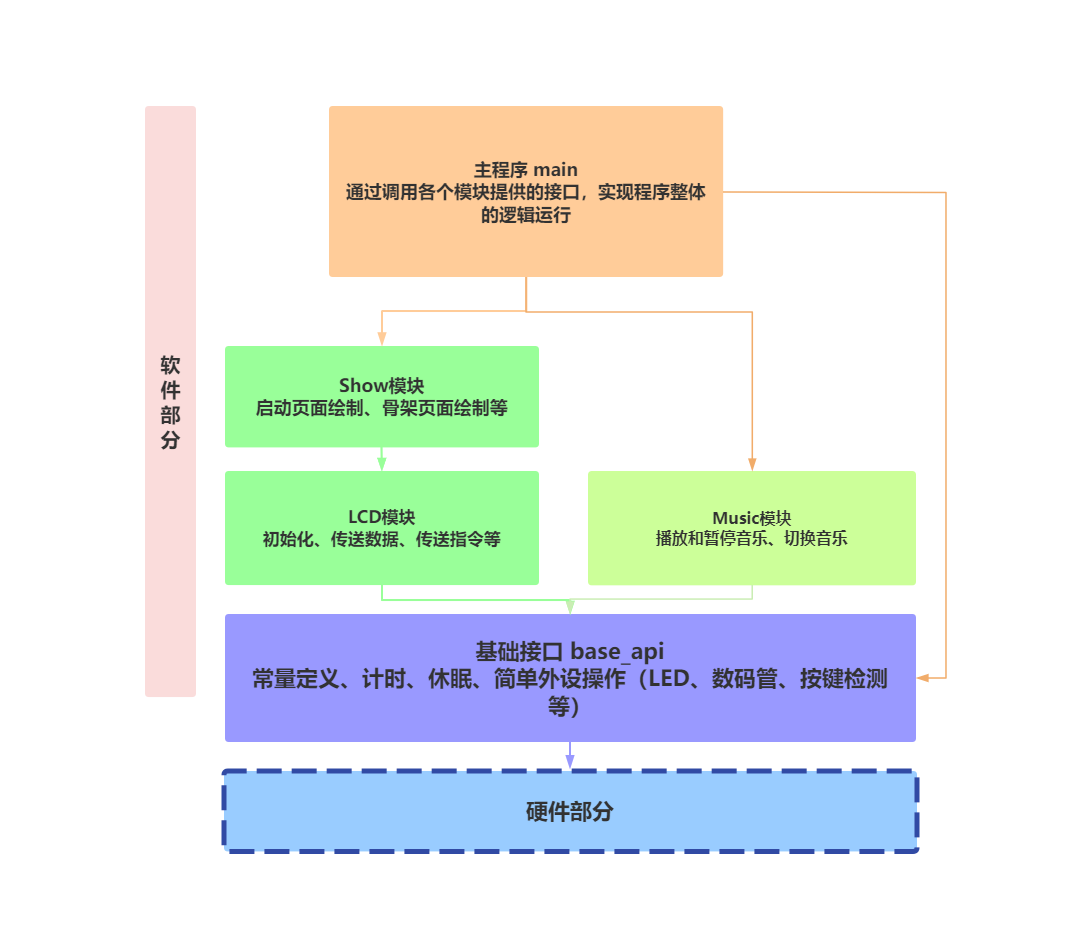 主程序 main
通过调用各个模块提供的接口，实现程序整体
的逻辑运行
软
件
部
分
Show模块
启动页面绘制、骨架页面绘制等
LCD模块
初始化、传送数据、传送指令等
Music模块
播放和暂停音乐、切换音乐
基础接口 base_api
常量定义、计时、休眠、简单外设操作（LED、数码管、按键检测
等）
硬件部分